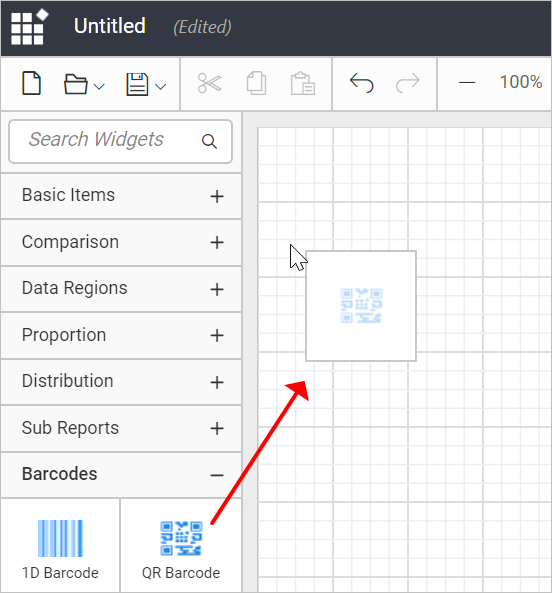 Untitled (Edited)
100%
Search Widgets
Basic Items
Comparison
Data Regions
Proportion
Distribution
Sub Reports
Barcodes
1D Barcode QR Barcode